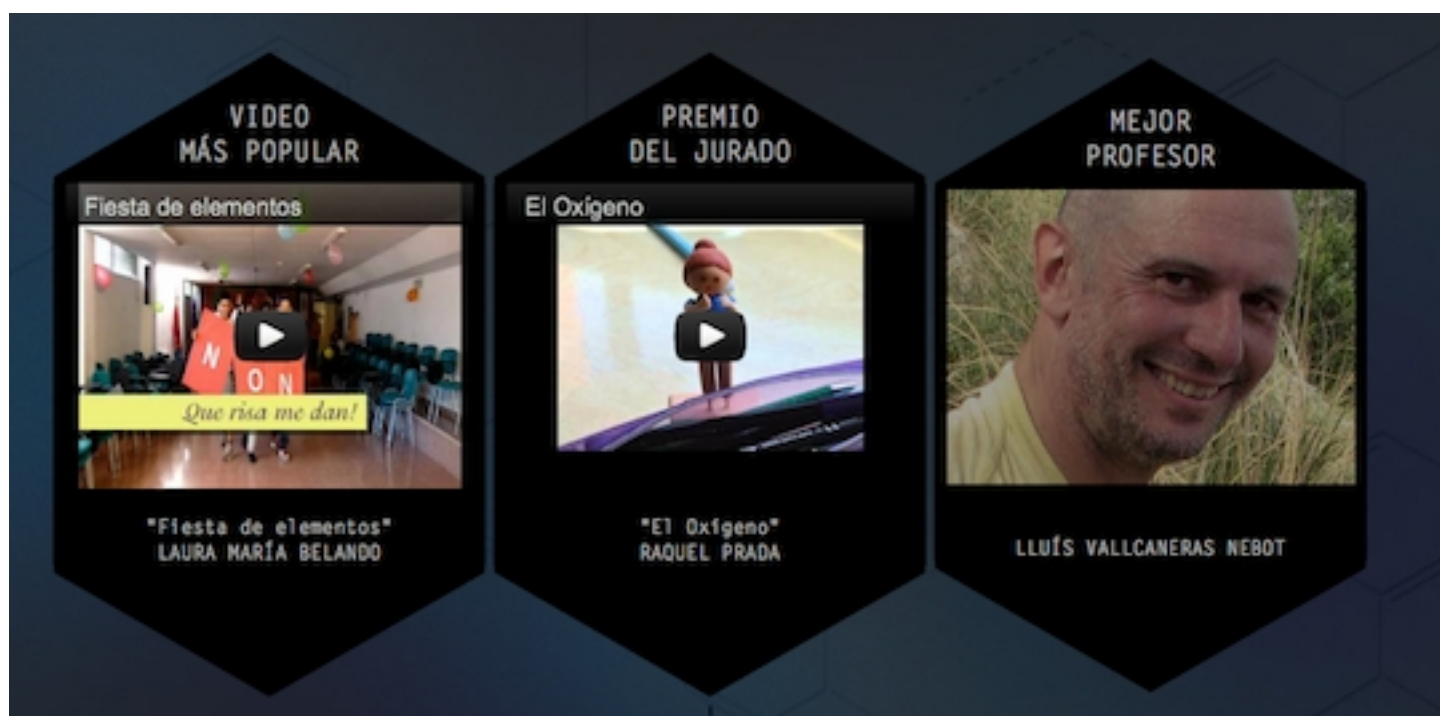 VIDEO
MÁS POPULAR
Fiesta de elementos
N
O N
Que risa me dan!
"Fiesta de elementos"
LAURA MARÍA BELANDO
PREMIO
DEL JURADO
El Oxígeno
"El Oxígeno"
RAQUEL PRADA
MEJOR
PROFESOR
LLUÍS VALLCANERAS NEBOT